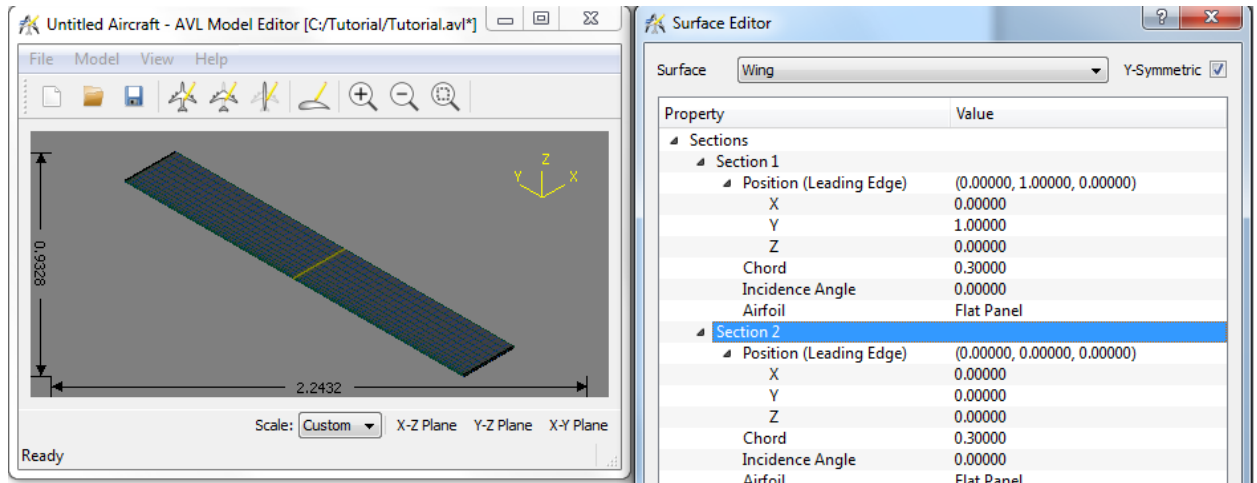 Untitled Aircraft - AVL Model Editor [C:/Tutorial/Tutorial.avl*]
File Model View Help
Z
Y X
0.9328
2.2432
Scale: Custom X-Z Plane Y-Z Plane X-Y Plane
Ready
Surface Editor
?
Surface Wing Y-Symmetric
Property Value
Sections
Section 1
Position (Leading Edge) (0.00000, 1.00000, 0.00000)
X 0.00000
Y 1.00000
Z 0.00000
Chord 0.30000
Incidence Angle 0.00000
Airfoil Flat Panel
Section 2
Position (Leading Edge) (0.00000, 0.00000, 0.00000)
X 0.00000
Y 0.00000
Z 0.00000
Chord 0.30000
Incidence Angle 0.00000
Airfoil Flat Panel